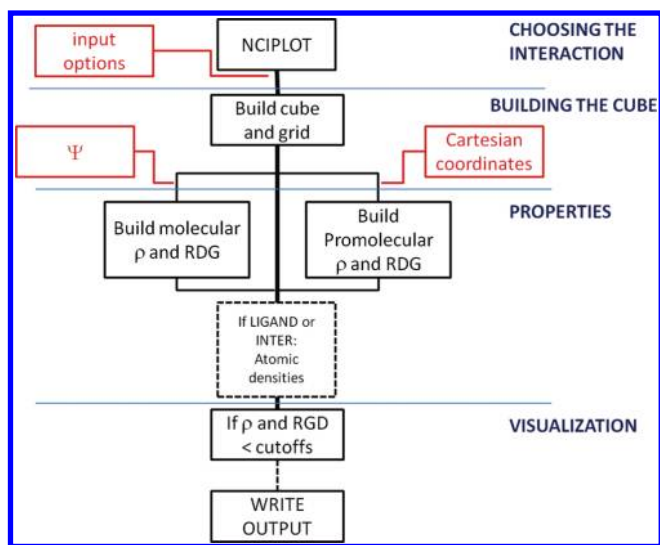 input
options
NCIPLOT
CHOOSING THE
INTERACTION
Build cube
and grid
BUILDING THE CUBE
Ψ
Cartesian
coordinates
Build molecular
ρ and RDG
Build
Promolecular
ρ and RDG
PROPERTIES
If LIGAND or
INTER:
Atomic
densities
If ρ and RGD
< cutoffs
VISUALIZATION
WRITE
OUTPUT